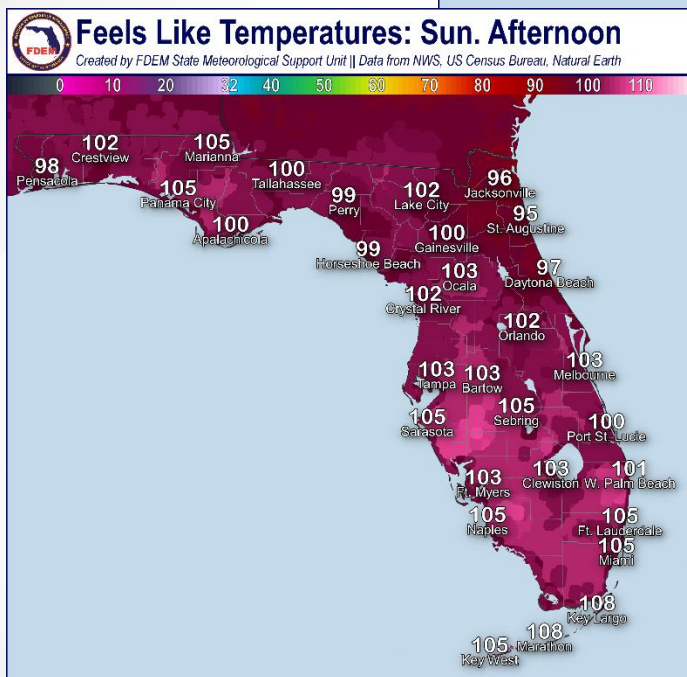 Feels Like Temperatures: Sun. Afternoon
Created by FDEM State Meteorological Support Unit || Data from NWS, US Census Bureau, Natural Earth
FDEM
0 10 20 32 40 50 60 70 80 90 100 110
102
Crestview
105
Marianna
98
Pensacola
105
Panama City
100
Tallahassee
100
Apalachicola
99
Perry
102
Lake City
96
Jacksonville
95
St. Augustine
100
Gainesville
99
Horseshoe Beach
103
Ocala
97
Daytona Beach
102
Crystal River
102
Orlando
103
Tampa
103
Bartow
103
Melbourne
105
Sarasota
105
Sebring
100
Port St. Lucie
103
Ft. Myers
103
Clewiston
101
W. Palm Beach
105
Naples
105
Ft. Lauderdale
105
Miami
108
Key Largo
108
Marathon
105
Key West